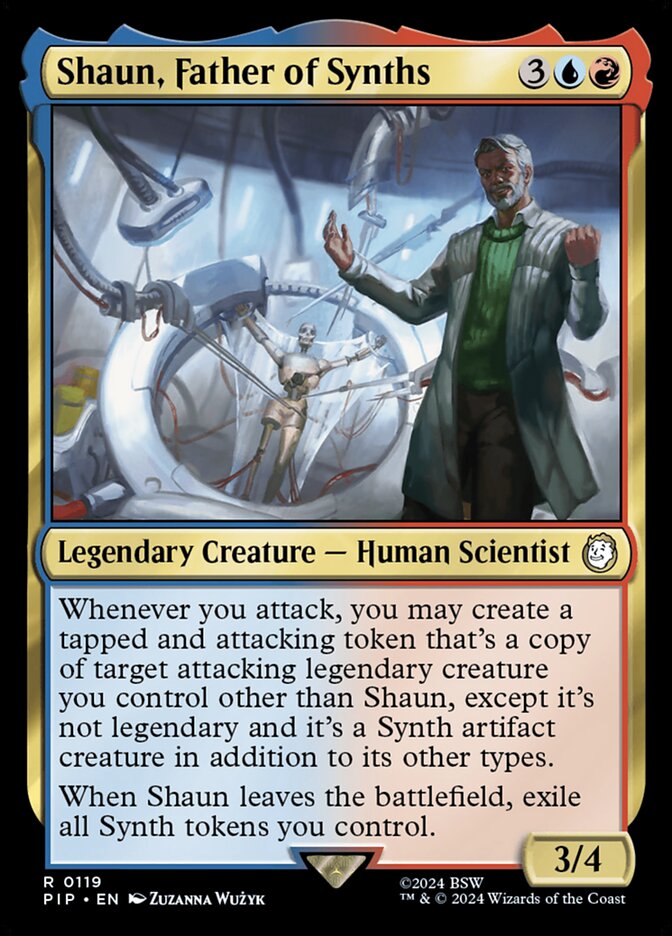 Shaun, Father of Synths 3
Legendary Creature — Human Scientist
Whenever you attack, you may create a
tapped and attacking token that's a copy
of target attacking legendary creature
you control other than Shaun, except it's
not legendary and it's a Synth artifact
creature in addition to its other types.
When Shaun leaves the battlefield, exile
all Synth tokens you control.
3/4
R 0119
PIP • EN Zuzanna Wużyk
©2024 BSW
™ & © 2024 Wizards of the Coast